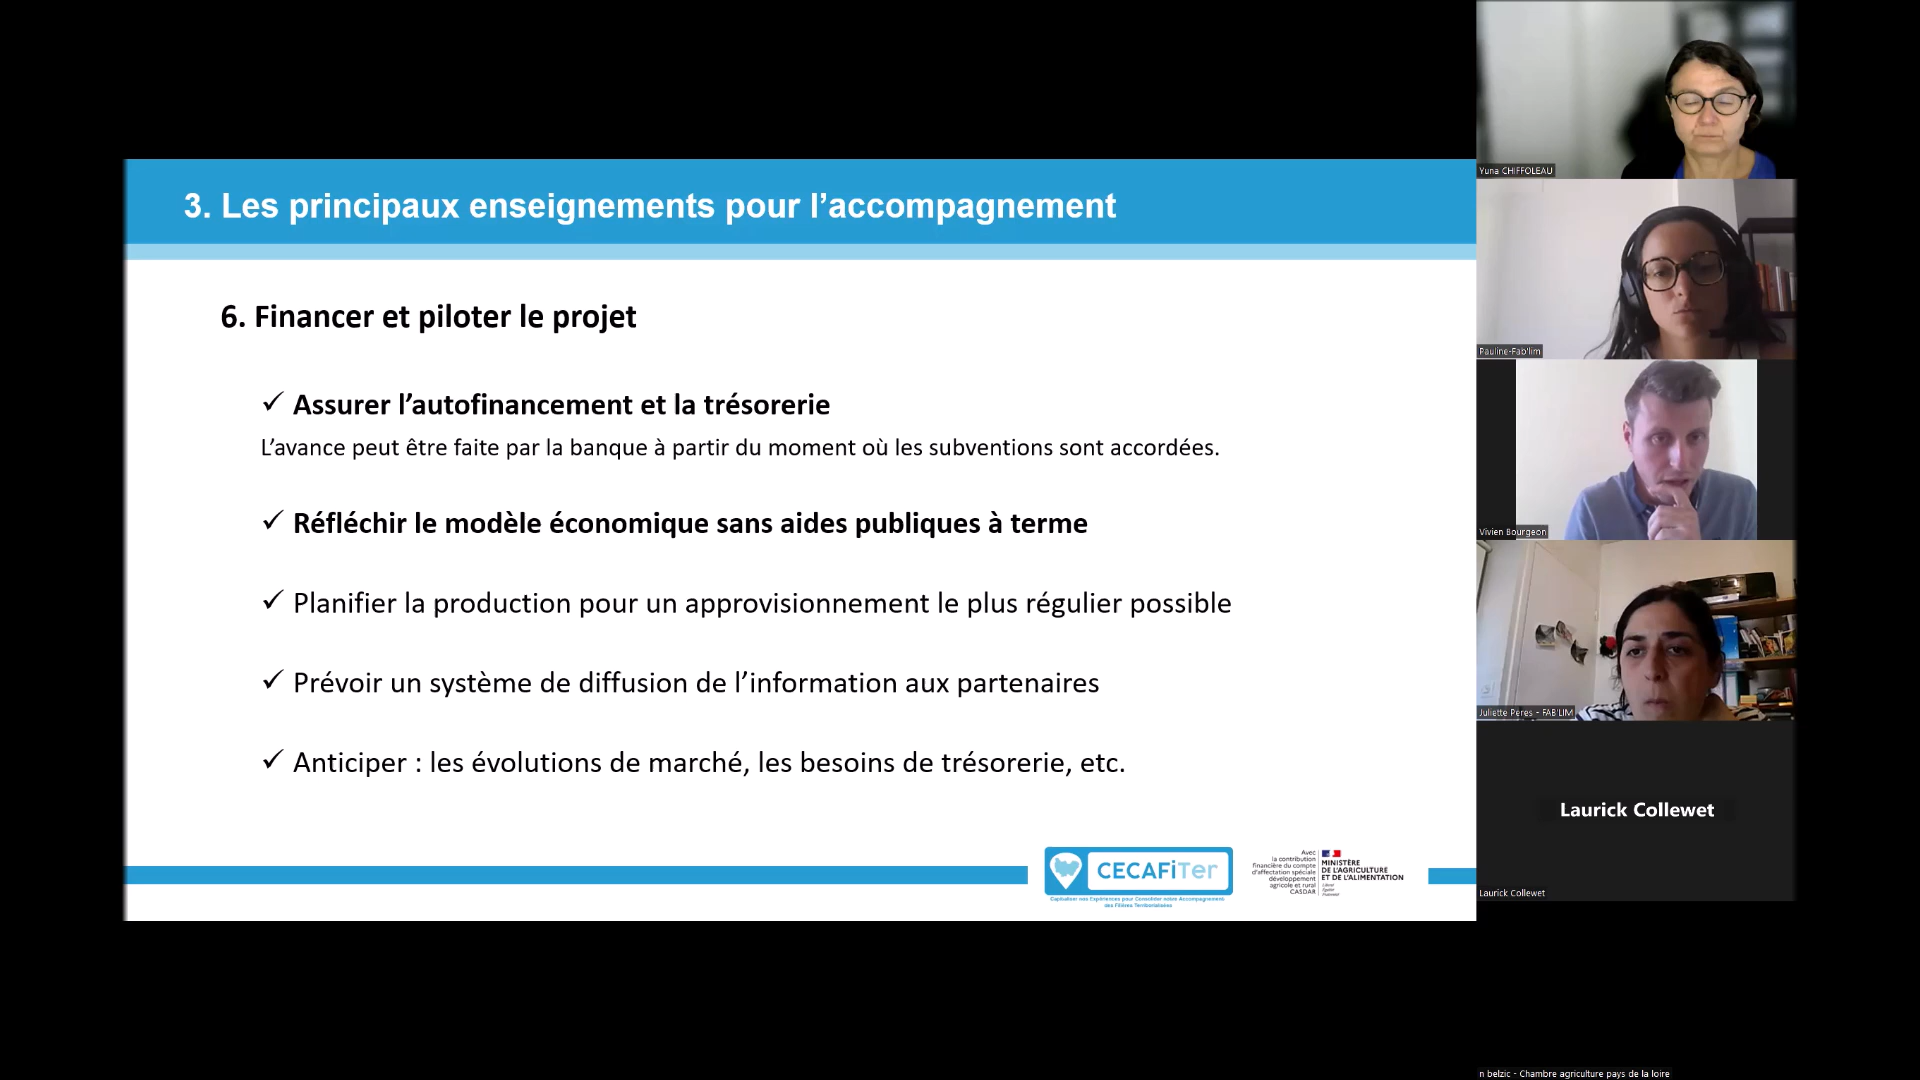 3. Les principaux enseignements pour l’accompagnement
6. Financer et piloter le projet
✓ Assurer l’autofinancement et la trésorerie
L’avance peut être faite par la banque à partir du moment où les subventions sont accordées.
✓ Réfléchir le modèle économique sans aides publiques à terme
✓ Planifier la production pour un approvisionnement le plus régulier possible
✓ Prévoir un système de diffusion de l’information aux partenaires
✓ Anticiper : les évolutions de marché, les besoins de trésorerie, etc.
CECAFiTer
Capitaliser nos Expériences pour Consolider notre Accompagnement
des Filières Territorialisées
Avec
la contribution
financière du compte
d’affectation spéciale
développement
agricole et rural
CASDAR
MINISTÈRE
DE L’AGRICULTURE
ET DE L’ALIMENTATION
Liberté
Égalité
Fraternité
Yuna CHIFFOLEAU
Pauline-Fab'lim
Vivien Bourgeon
Juliette Peres - FAB'LIM
Laurick Collewet
Laurick Collewet
n belzic - Chambre agriculture pays de la loire